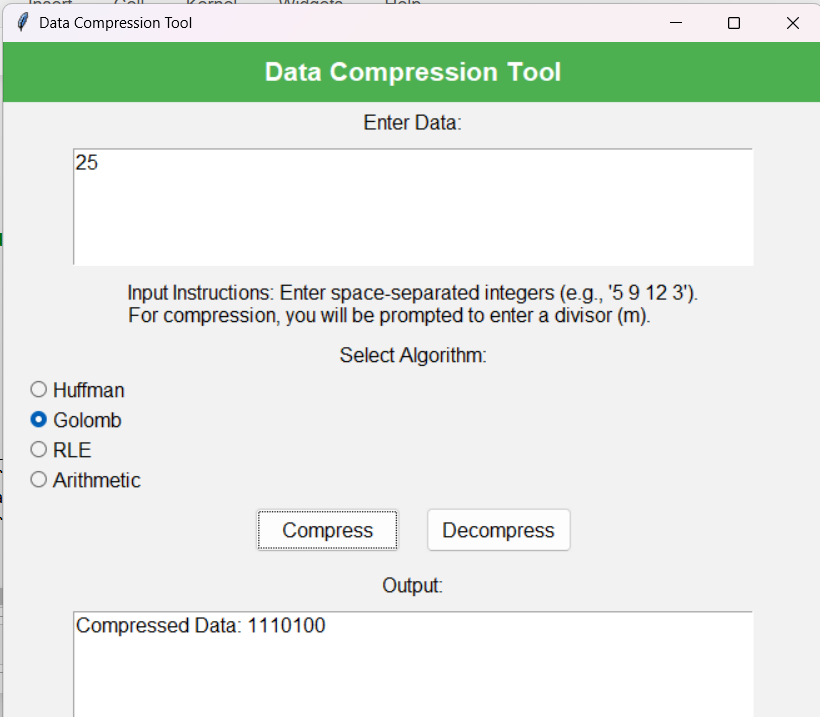 Data Compression Tool
Data Compression Tool
Enter Data:
25
Input Instructions: Enter space-separated integers (e.g., '5 9 12 3').
For compression, you will be prompted to enter a divisor (m).
Select Algorithm:
Huffman
Golomb
RLE
Arithmetic
Compress Decompress
Output:
Compressed Data: 1110100